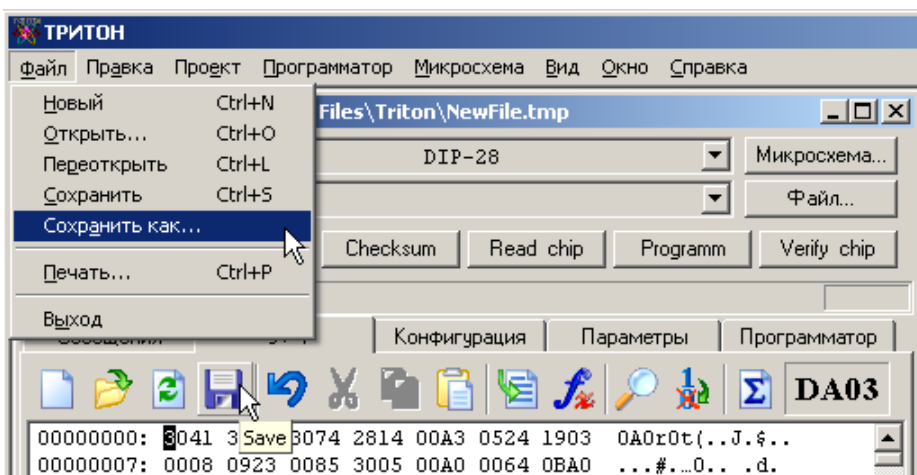 ТРИТОН
Файл Правка Проект Программатор Микросхема Вид Окно Справка
Новый Ctrl+N
Files\Triton\NewFile.tmp
Открыть... Ctrl+O
DIP-28 Микросхема...
Переоткрыть Ctrl+L
Сохранить Ctrl+S
Файл...
Сохранить как...
Checksum Read chip Programm Verify chip
Печать... Ctrl+P
Выход
Конфигурация Параметры Программатор
DA03
00000000: 3041 3 Save 3074 2814 00A3 0524 1903 0A0r0t(..J.$..
00000007: 0008 0923 0085 3005 00A0 0064 0BA0 ...#.…0.. .d.